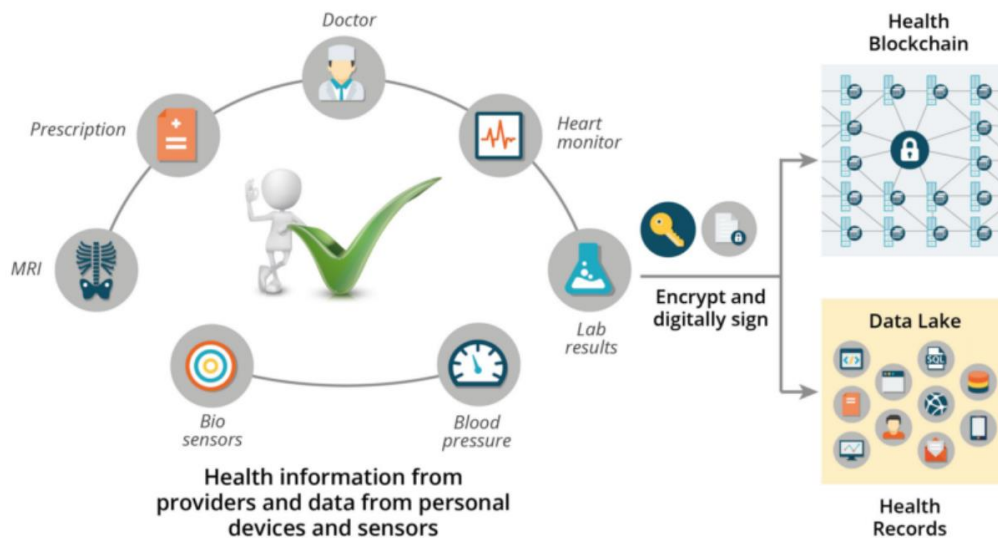 Doctor
Health
Blockchain
Prescription
Heart
monitor
MRI
Encrypt and
digitally sign
Lab
results
Data Lake
SQL
Bio
sensors
Blood
pressure
Health information from
providers and data from personal
devices and sensors
Health
Records